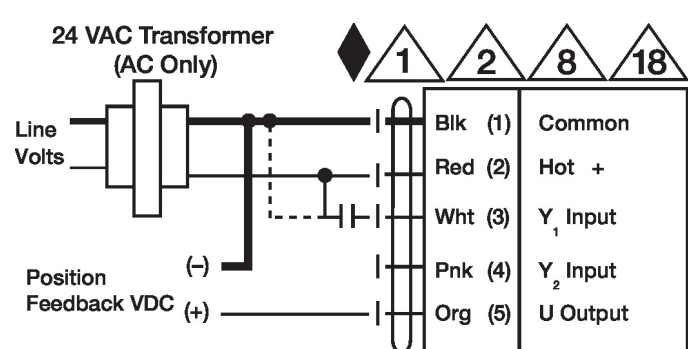 24 VAC Transformer
(AC Only)
1 2 8 18
Line
Volts
Blk (1) Common
Red (2) Hot +
Wht (3) Y1 Input
Pnk (4) Y2 Input
Org (5) U Output
Position
Feedback VDC
(–)
(+)